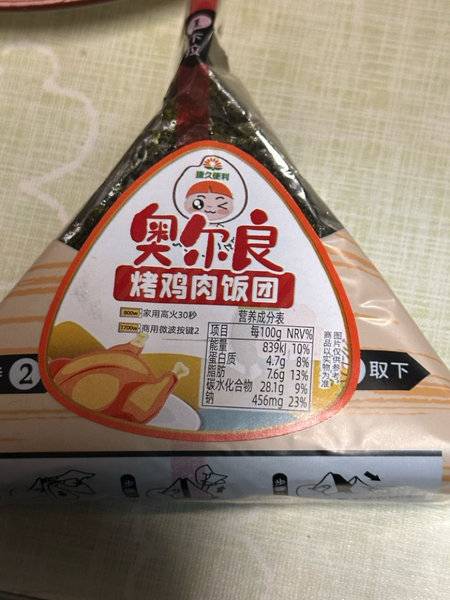 1
下拉
康久便利
奥尔良
烤鸡肉饭团
800w 家用高火30秒
1700w 商用微波按键2
营养成分表
项目 每100g NRV%
能量 839kj 10%
蛋白质 4.7g 8%
脂肪 7.6g 13%
碳水化合物 28.1g 9%
钠 456mg 23%
图片仅供参考,
商品以实物为准
2
取下